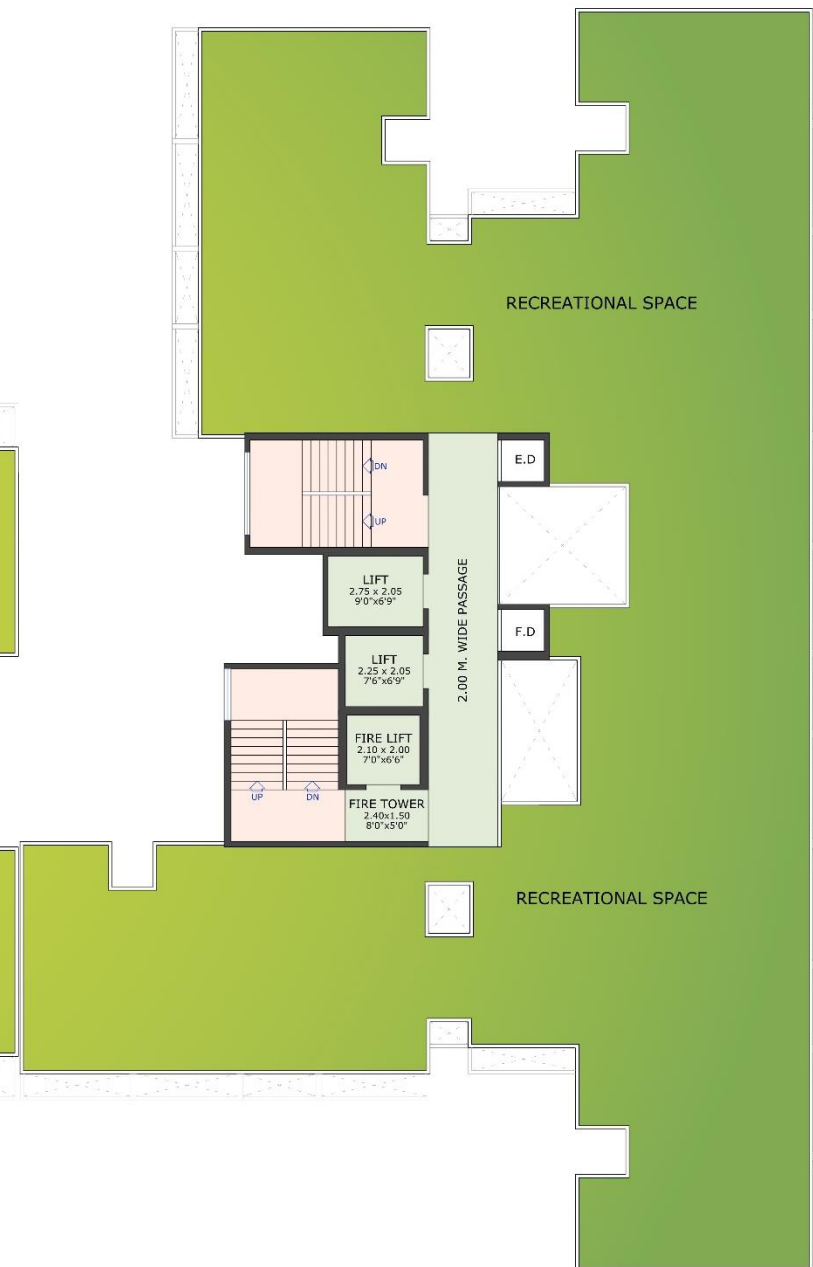 RECREATIONAL SPACE
E.D
DN
UP
LIFT
2.75 x 2.05
9'0"x6'9"
2.00 M. WIDE PASSAGE
F.D
LIFT
2.25 x 2.05
7'6"x6'9"
FIRE LIFT
2.10 x 2.00
7'0"x6'6"
UP DN
FIRE TOWER
2.40x1.50
8'0"x5'0"
RECREATIONAL SPACE